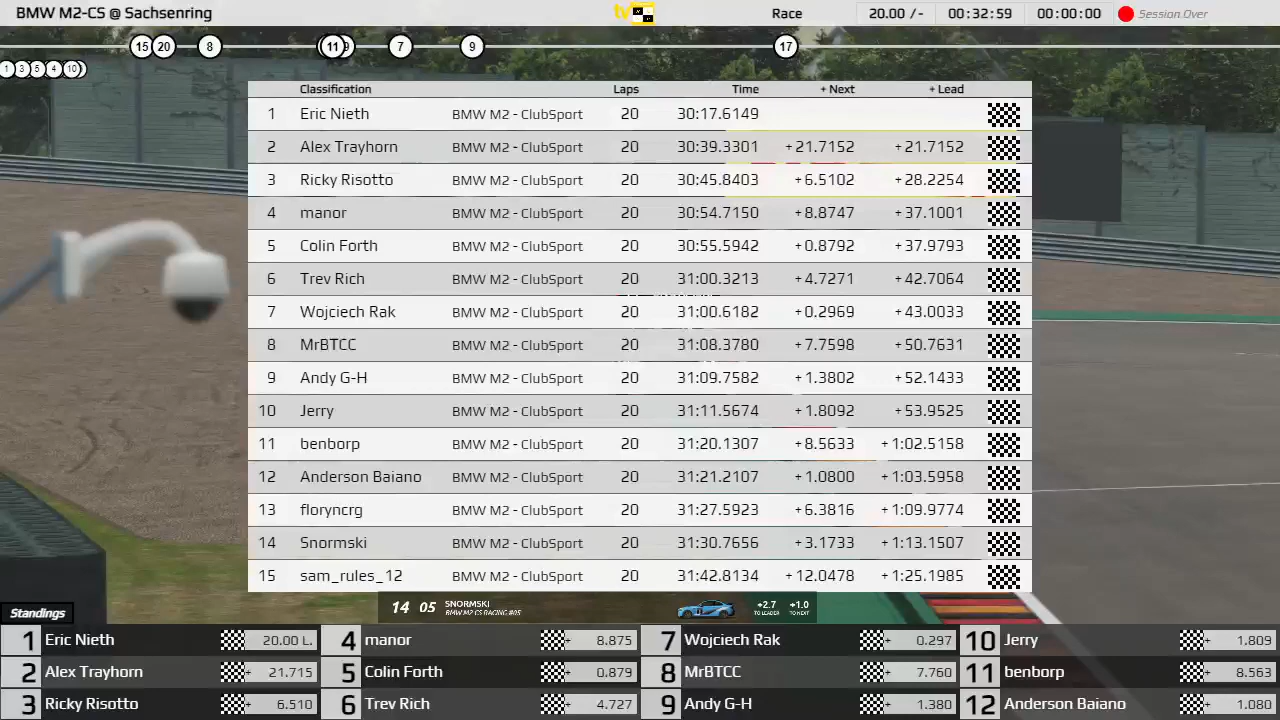 BMW M2-CS @ Sachsenring tv Race 20.00 /- 00:32:59 00:00:00 Session Over
15 20 8 11 9 7 9 17
1 3 5 4 10
Classification Laps Time + Next + Lead
1 Eric Nieth BMW M2 - ClubSport 20 30:17.6149
2 Alex Trayhorn BMW M2 - ClubSport 20 30:39.3301 +21.7152 +21.7152
3 Ricky Risotto BMW M2 - ClubSport 20 30:45.8403 +6.5102 +28.2254
4 manor BMW M2 - ClubSport 20 30:54.7150 +8.8747 +37.1001
5 Colin Forth BMW M2 - ClubSport 20 30:55.5942 +0.8792 +37.9793
6 Trev Rich BMW M2 - ClubSport 20 31:00.3213 +4.7271 +42.7064
7 Wojciech Rak BMW M2 - ClubSport 20 31:00.6182 +0.2969 +43.0033
8 MrBTCC BMW M2 - ClubSport 20 31:08.3780 +7.7598 +50.7631
9 Andy G-H BMW M2 - ClubSport 20 31:09.7582 +1.3802 +52.1433
10 Jerry BMW M2 - ClubSport 20 31:11.5674 +1.8092 +53.9525
11 benborp BMW M2 - ClubSport 20 31:20.1307 +8.5633 +1:02.5158
12 Anderson Baiano BMW M2 - ClubSport 20 31:21.2107 +1.0800 +1:03.5958
13 floryncrg BMW M2 - ClubSport 20 31:27.5923 +6.3816 +1:09.9774
14 Snormski BMW M2 - ClubSport 20 31:30.7656 +3.1733 +1:13.1507
15 sam_rules_12 BMW M2 - ClubSport 20 31:42.8134 +12.0478 +1:25.1985
14 05 SNORMSKI +2.7 +1.0
BMW M2 CS RACING #05 TO LEADER TO NEXT
Standings
1 Eric Nieth 20.00 L. 4 manor + 8.875 7 Wojciech Rak + 0.297 10 Jerry + 1.809
2 Alex Trayhorn + 21.715 5 Colin Forth + 0.879 8 MrBTCC + 7.760 11 benborp + 8.563
3 Ricky Risotto + 6.510 6 Trev Rich + 4.727 9 Andy G-H + 1.380 12 Anderson Baiano + 1.080